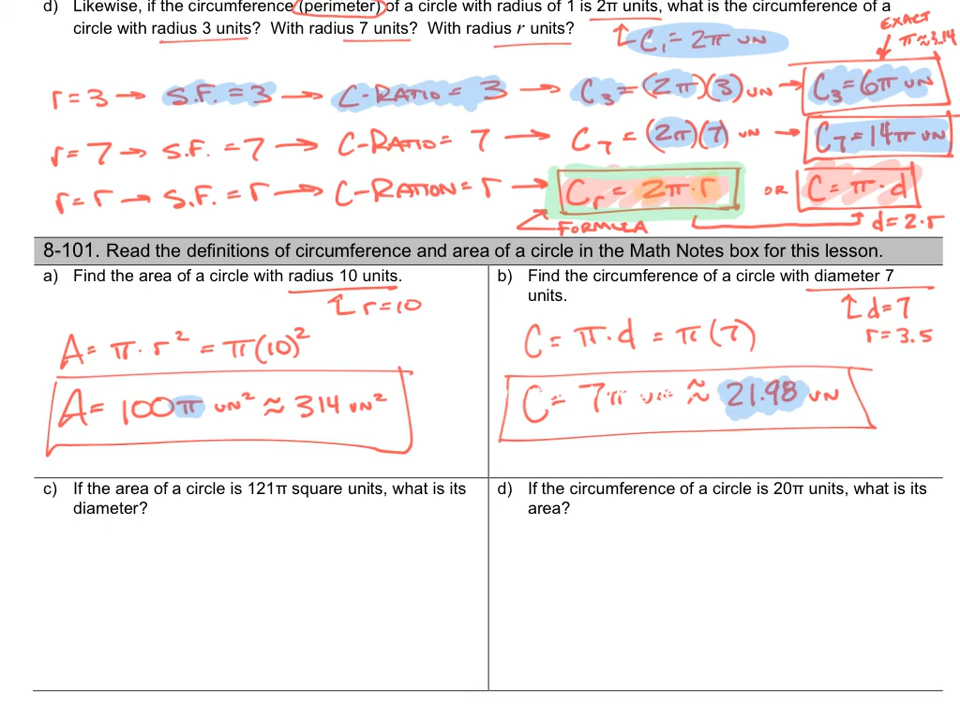 d) Likewise, if the circumference (perimeter) of a circle with radius of 1 is 2π units, what is the circumference of a
circle with radius 3 units? With radius 7 units? With radius r units?
C₁ = 2π UN
EXACT
π≈3.14
r=3 → S.F. = 3 → C-RATIO = 3 → C₃ = (2π)(3) UN → C₃=6π UN
r=7 → S.F. =7 → C-RATIO= 7 → C₇ = (2π)(7) UN → C₇=14π UN
r=r → S.F. = r → C-RATION= r → Cᵣ = 2π·r OR C= π·d
FORMULA
d= 2·r
8-101. Read the definitions of circumference and area of a circle in the Math Notes box for this lesson.
a) Find the area of a circle with radius 10 units.
r=10
A= π·r² = π(10)²
A= 100π UN² ≈ 314 UN²
b) Find the circumference of a circle with diameter 7
units.
d=7
r= 3.5
C= π·d = π(7)
C= 7π UN ≈ 21.98 UN
c) If the area of a circle is 121π square units, what is its
diameter?
d) If the circumference of a circle is 20π units, what is its
area?